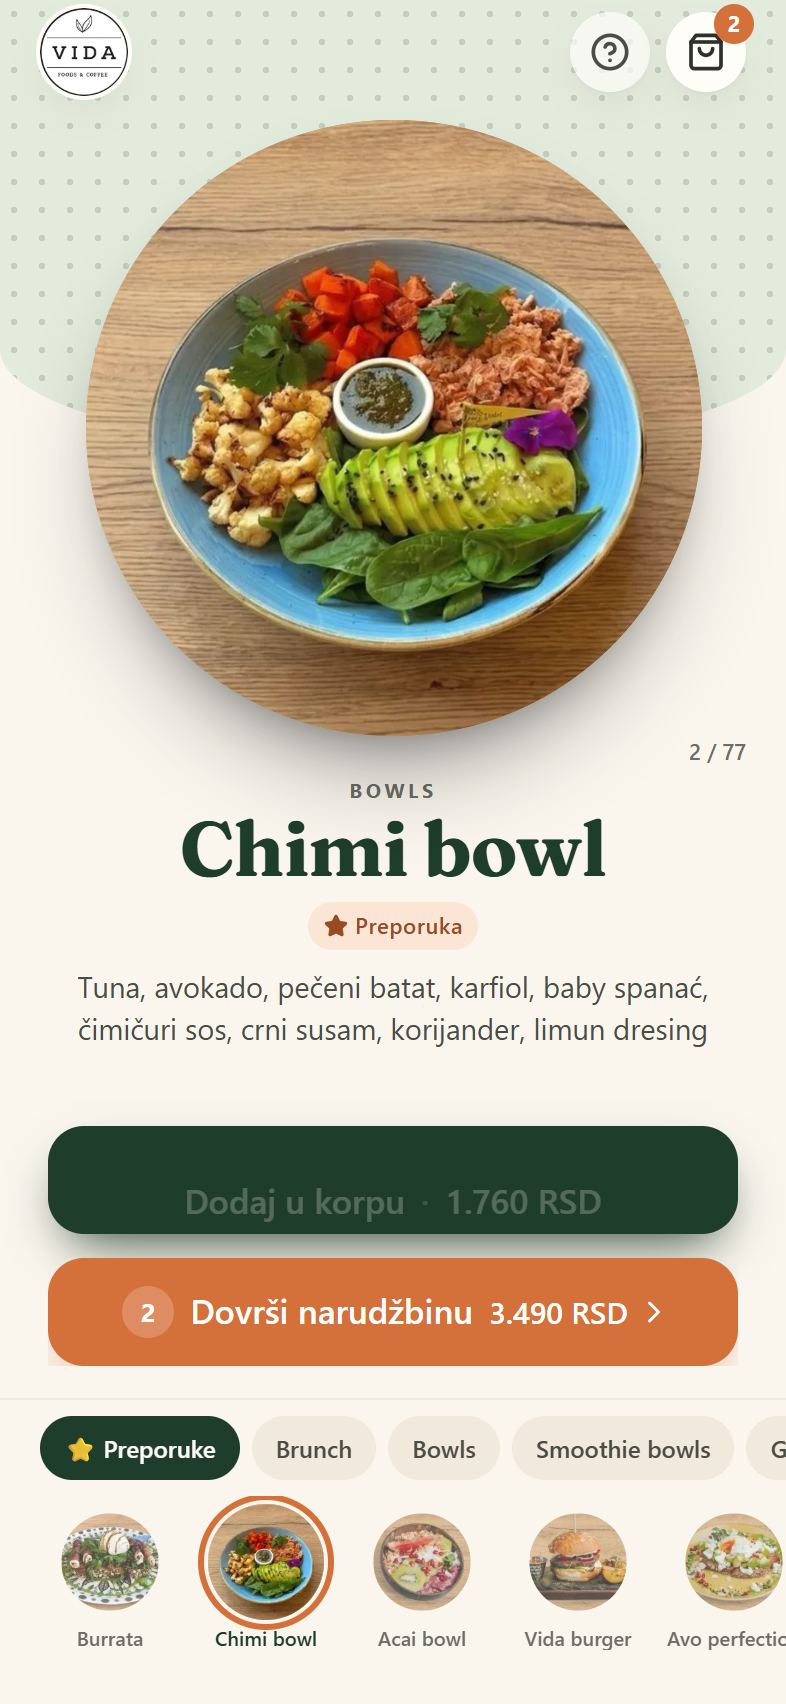 VIDA
FOODS & COFFEE
2
2 / 77
BOWLS
Chimi bowl
Preporuka
Tuna, avokado, pečeni batat, karfiol, baby spanać,
čimičuri sos, crni susam, korijander, limun dresing
Dodaj u korpu · 1.760 RSD
2 Dovrši narudžbinu 3.490 RSD
Preporuke Brunch Bowls Smoothie bowls G
Burrata Chimi bowl Acai bowl Vida burger Avo perfectio